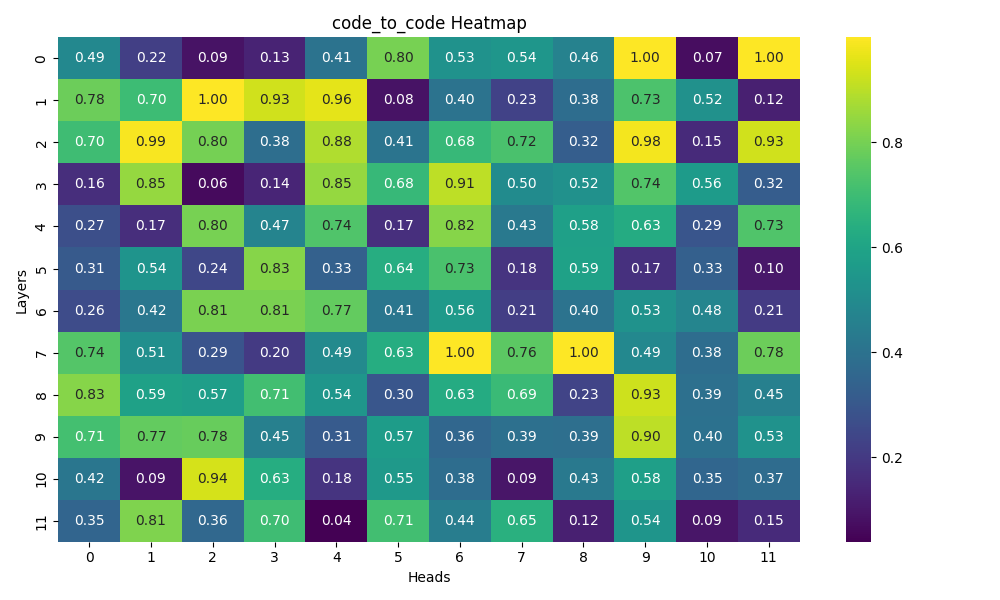 code_to_code Heatmap
0 0.49 0.22 0.09 0.13 0.41 0.80 0.53 0.54 0.46 1.00 0.07 1.00
1 0.78 0.70 1.00 0.93 0.96 0.08 0.40 0.23 0.38 0.73 0.52 0.12
2 0.70 0.99 0.80 0.38 0.88 0.41 0.68 0.72 0.32 0.98 0.15 0.93
3 0.16 0.85 0.06 0.14 0.85 0.68 0.91 0.50 0.52 0.74 0.56 0.32
4 0.27 0.17 0.80 0.47 0.74 0.17 0.82 0.43 0.58 0.63 0.29 0.73
5 0.31 0.54 0.24 0.83 0.33 0.64 0.73 0.18 0.59 0.17 0.33 0.10
6 0.26 0.42 0.81 0.81 0.77 0.41 0.56 0.21 0.40 0.53 0.48 0.21
7 0.74 0.51 0.29 0.20 0.49 0.63 1.00 0.76 1.00 0.49 0.38 0.78
8 0.83 0.59 0.57 0.71 0.54 0.30 0.63 0.69 0.23 0.93 0.39 0.45
9 0.71 0.77 0.78 0.45 0.31 0.57 0.36 0.39 0.39 0.90 0.40 0.53
10 0.42 0.09 0.94 0.63 0.18 0.55 0.38 0.09 0.43 0.58 0.35 0.37
11 0.35 0.81 0.36 0.70 0.04 0.71 0.44 0.65 0.12 0.54 0.09 0.15
0 1 2 3 4 5 6 7 8 9 10 11
Heads
Layers
0.8
0.6
0.4
0.2